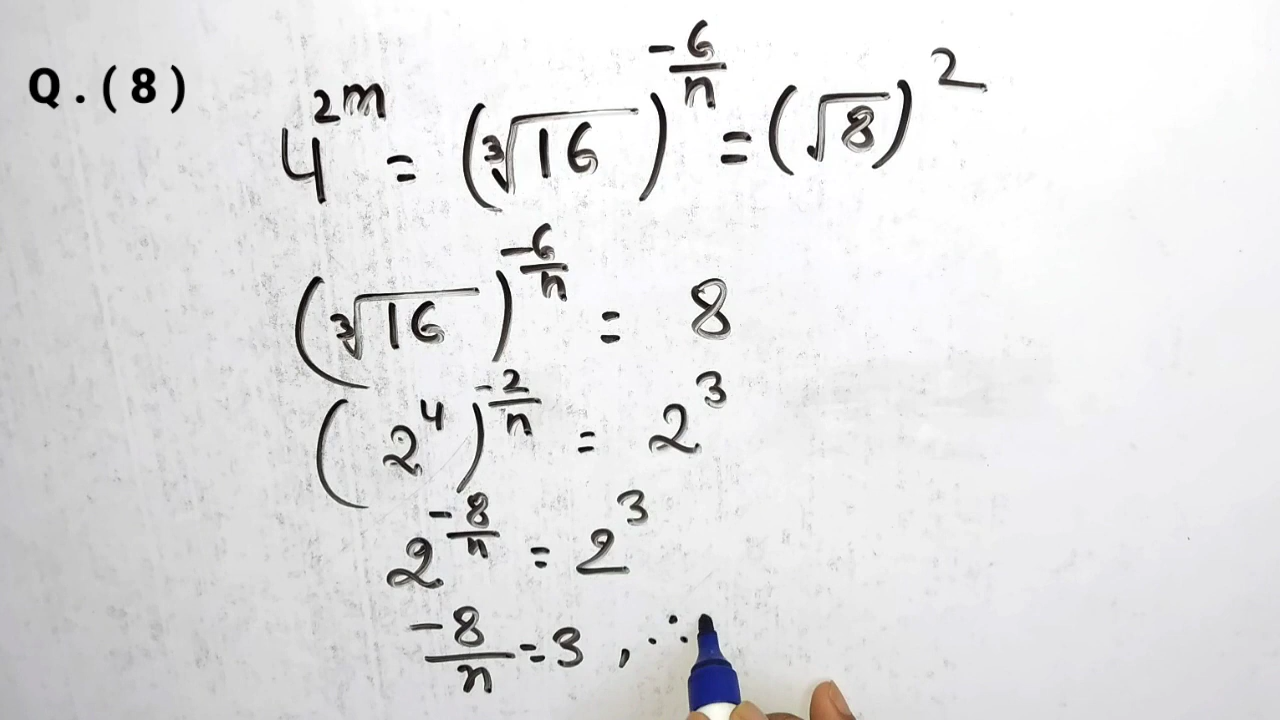 Q.(8)
4^{2m} = (∛16)^{-6/n} = (√8)^2
(∛16)^{-6/n} = 8
(2^4)^{-2/n} = 2^3
2^{-8/n} = 2^3
-8/n = 3 , ∴